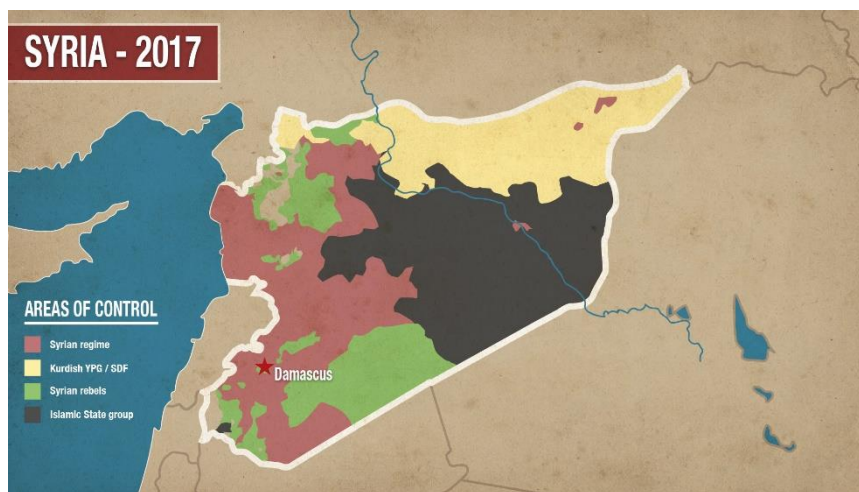 SYRIA - 2017
Damascus
AREAS OF CONTROL
Syrian regime
Kurdish YPG / SDF
Syrian rebels
Islamic State group